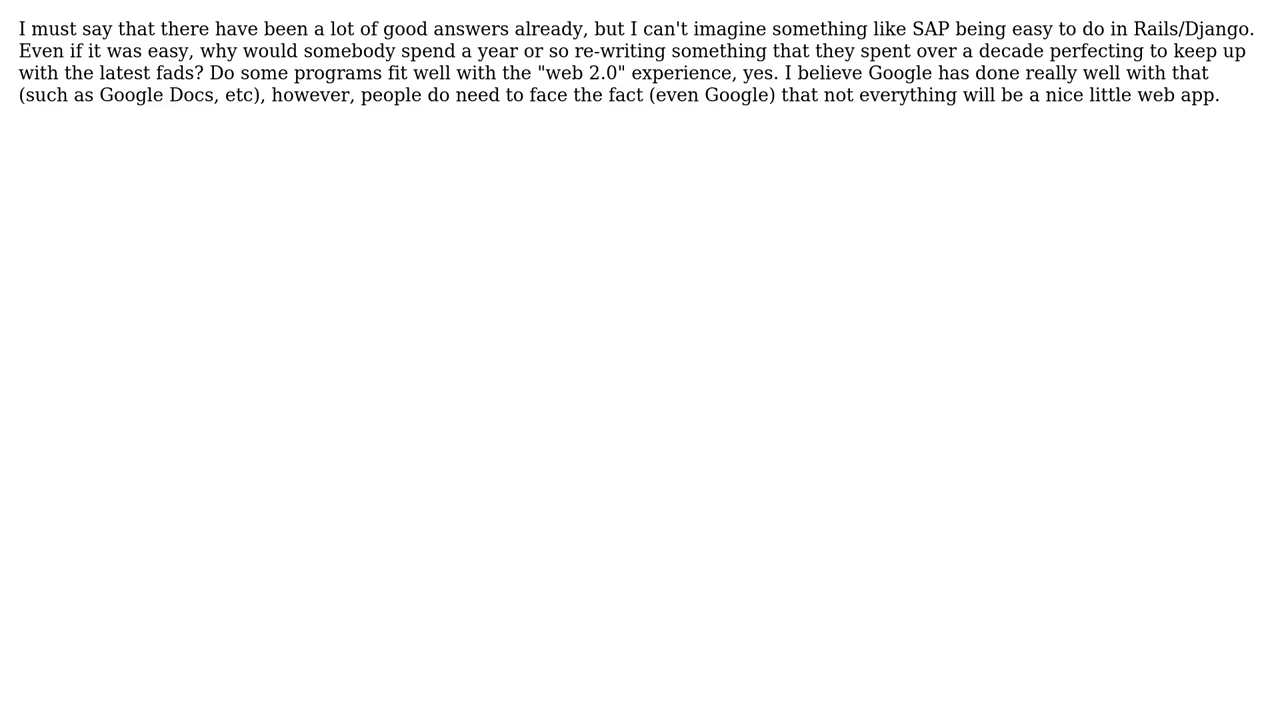 I must say that there have been a lot of good answers already, but I can't imagine something like SAP being easy to do in Rails/Django.
Even if it was easy, why would somebody spend a year or so re-writing something that they spent over a decade perfecting to keep up
with the latest fads? Do some programs fit well with the "web 2.0" experience, yes. I believe Google has done really well with that
(such as Google Docs, etc), however, people do need to face the fact (even Google) that not everything will be a nice little web app.